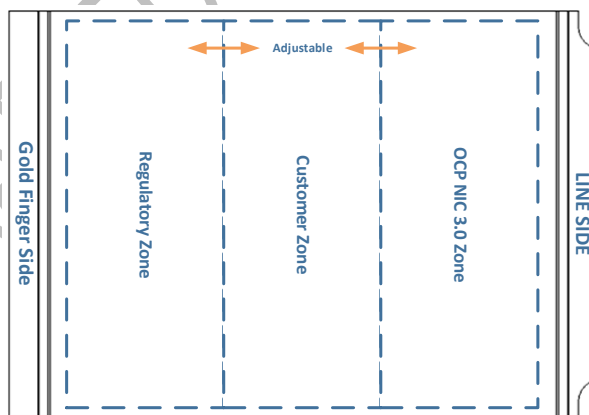 Adjustable
Gold Finger Side
Regulatory Zone
Customer Zone
OCP NIC 3.0 Zone
LINE SIDE